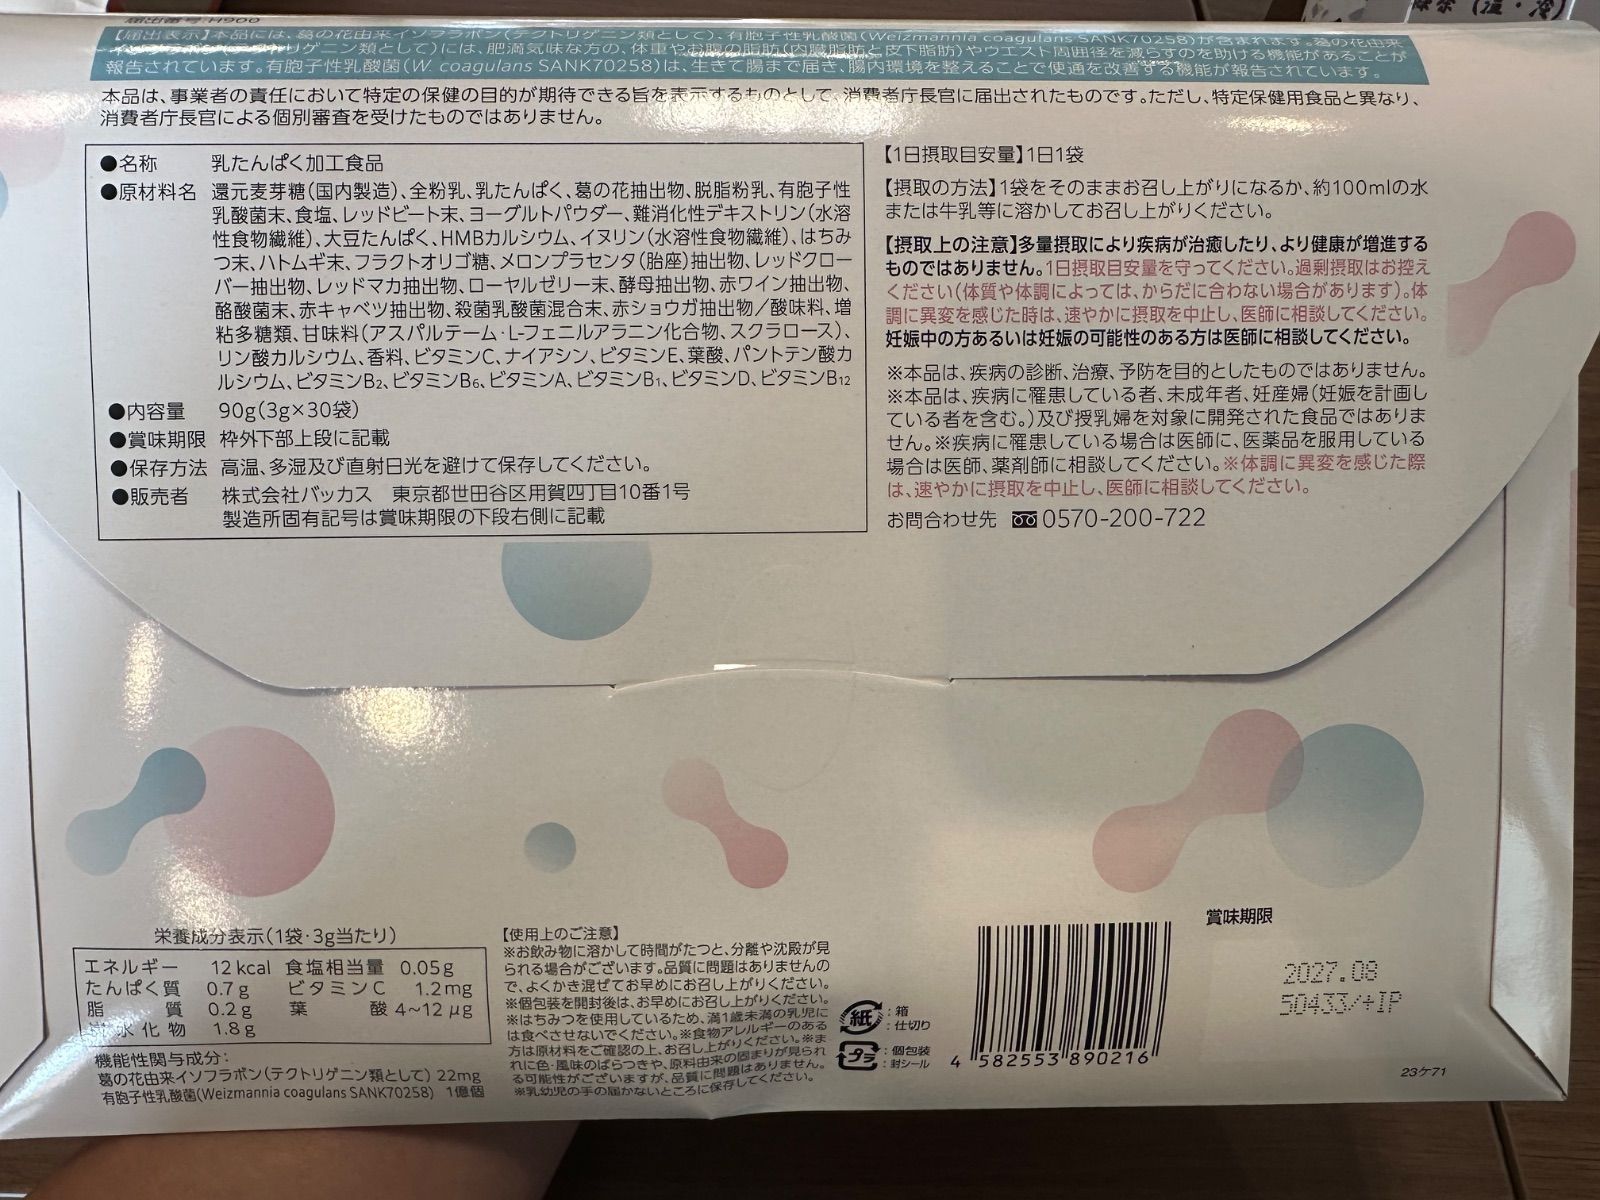 届出番号 H900
【届出表示】本品には、葛の花由来イソフラボン(テクトリゲニン類として)、有胞子性乳酸菌(Weizmannia coagulans SANK70258)が含まれます。葛の花由来
イソフラボン(テクトリゲニン類として)には、肥満気味な方の、体重やお腹の脂肪(内臓脂肪と皮下脂肪)やウエスト周囲径を減らすのを助ける機能があることが
報告されています。有胞子性乳酸菌(W. coagulans SANK70258)は、生きて腸まで届き、腸内環境を整えることで便通を改善する機能が報告されています。
本品は、事業者の責任において特定の保健の目的が期待できる旨を表示するものとして、消費者庁長官に届出されたものです。ただし、特定保健用食品と異なり、
消費者庁長官による個別審査を受けたものではありません。
●名称 乳たんぱく加工食品
●原材料名 還元麦芽糖(国内製造)、全粉乳、乳たんぱく、葛の花抽出物、脱脂粉乳、有胞子性
乳酸菌末、食塩、レッドビート末、ヨーグルトパウダー、難消化性デキストリン(水溶
性食物繊維)、大豆たんぱく、HMBカルシウム、イヌリン(水溶性食物繊維)、はちみ
つ末、ハトムギ末、フラクトオリゴ糖、メロンプラセンタ(胎座)抽出物、レッドクロー
バー抽出物、レッドマカ抽出物、ローヤルゼリー末、酵母抽出物、赤ワイン抽出物、
酪酸菌末、赤キャベツ抽出物、殺菌乳酸菌混合末、赤ショウガ抽出物/酸味料、増
粘多糖類、甘味料(アスパルテーム・L-フェニルアラニン化合物、スクラロース)、
リン酸カルシウム、香料、ビタミンC、ナイアシン、ビタミンE、葉酸、パントテン酸カ
ルシウム、ビタミンB2、ビタミンB6、ビタミンA、ビタミンB1、ビタミンD、ビタミンB12
●内容量 90g(3g×30袋)
●賞味期限 枠外下部上段に記載
●保存方法 高温、多湿及び直射日光を避けて保存してください。
●販売者 株式会社バッカス 東京都世田谷区用賀四丁目10番1号
製造所固有記号は賞味期限の下段右側に記載
【1日摂取目安量】1日1袋
【摂取の方法】1袋をそのままお召し上がりになるか、約100mlの水
または牛乳等に溶かしてお召し上がりください。
【摂取上の注意】多量摂取により疾病が治癒したり、より健康が増進する
ものではありません。1日摂取目安量を守ってください。過剰摂取はお控え
ください(体質や体調によっては、からだに合わない場合があります)。体
調に異変を感じた時は、速やかに摂取を中止し、医師に相談してください。
妊娠中の方あるいは妊娠の可能性のある方は医師に相談してください。
※本品は、疾病の診断、治療、予防を目的としたものではありません。
※本品は、疾病に罹患している者、未成年者、妊産婦(妊娠を計画し
ている者を含む。)及び授乳婦を対象に開発された食品ではありま
せん。※疾病に罹患している場合は医師に、医薬品を服用している
場合は医師、薬剤師に相談してください。※体調に異変を感じた際
は、速やかに摂取を中止し、医師に相談してください。
お問合わせ先 0570-200-722
栄養成分表示(1袋・3g当たり)
エネルギー 12kcal 食塩相当量 0.05g
たんぱく質 0.7g ビタミンC 1.2mg
脂質 0.2g 葉酸 4~12μg
炭水化物 1.8g
機能性関与成分:
葛の花由来イソフラボン(テクトリゲニン類として) 22mg
有胞子性乳酸菌(Weizmannia coagulans SANK70258) 1億個
【使用上のご注意】
※お飲み物に溶かして時間がたつと、分離や沈殿が見
られる場合がございます。品質に問題はありませんの
で、よくかき混ぜてお早めにお召し上がりください。
※個包装を開封後は、お早めにお召し上がりください。
※はちみつを使用しているため、満1歳未満の乳児に
は食べさせないでください。※食物アレルギーのある
方は原材料をご確認の上、お召し上がりください。※ま
れに色・風味のばらつきや、原料由来の固まりが見られ
る可能性がございますが、品質に問題はありません。
※乳幼児の手の届かないところに保存してください。
紙 :箱
:仕切り
プラ :個包装
:封シール
4 582553 890216
賞味期限
2027.08
50433/+IP
23ケ71